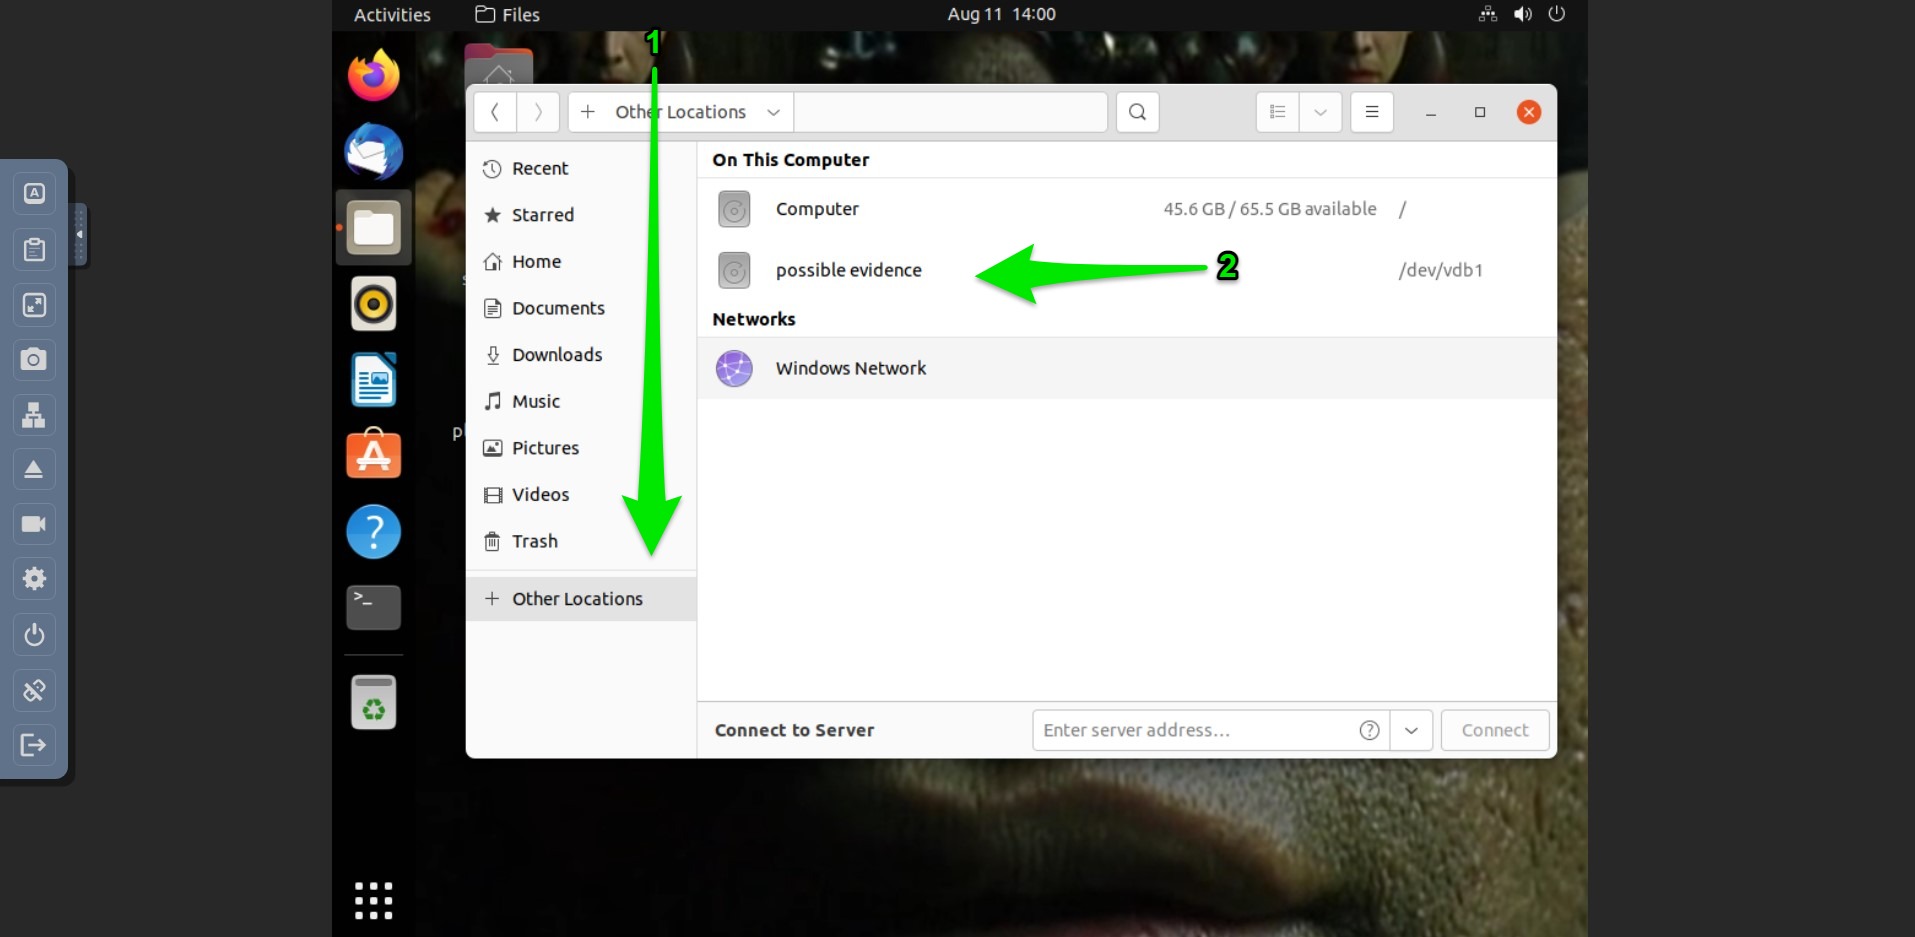 Activities
Files
Aug 11 14:00
1
Other Locations
Recent
Starred
Home
Documents
Downloads
Music
Pictures
Videos
Trash
Other Locations
On This Computer
Computer
45.6 GB / 65.5 GB available
/
possible evidence
2
/dev/vdb1
Networks
Windows Network
Connect to Server
Enter server address...
Connect